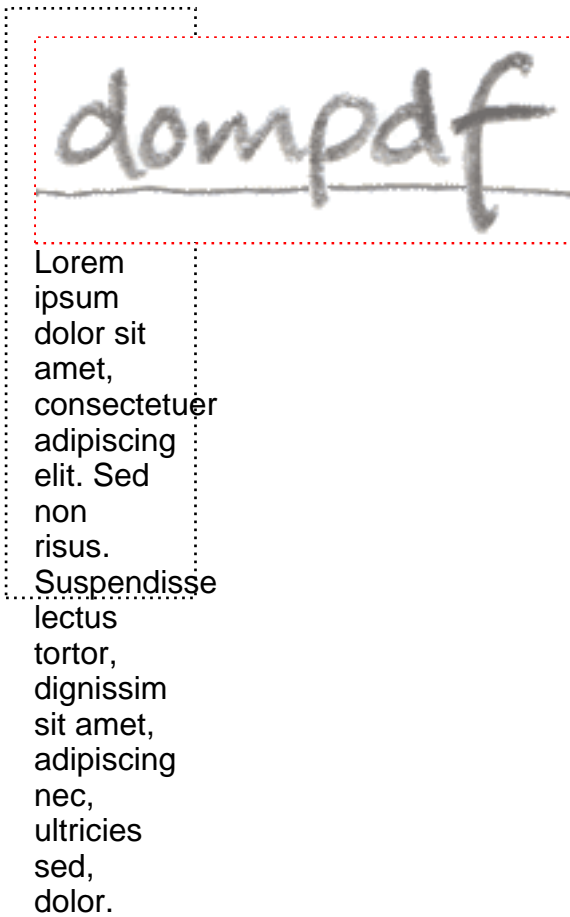 dompdf
Lorem
ipsum
dolor sit
amet,
consectetuer
adipiscing
elit. Sed
non
risus.
Suspendisse
lectus
tortor,
dignissim
sit amet,
adipiscing
nec,
ultricies
sed,
dolor.